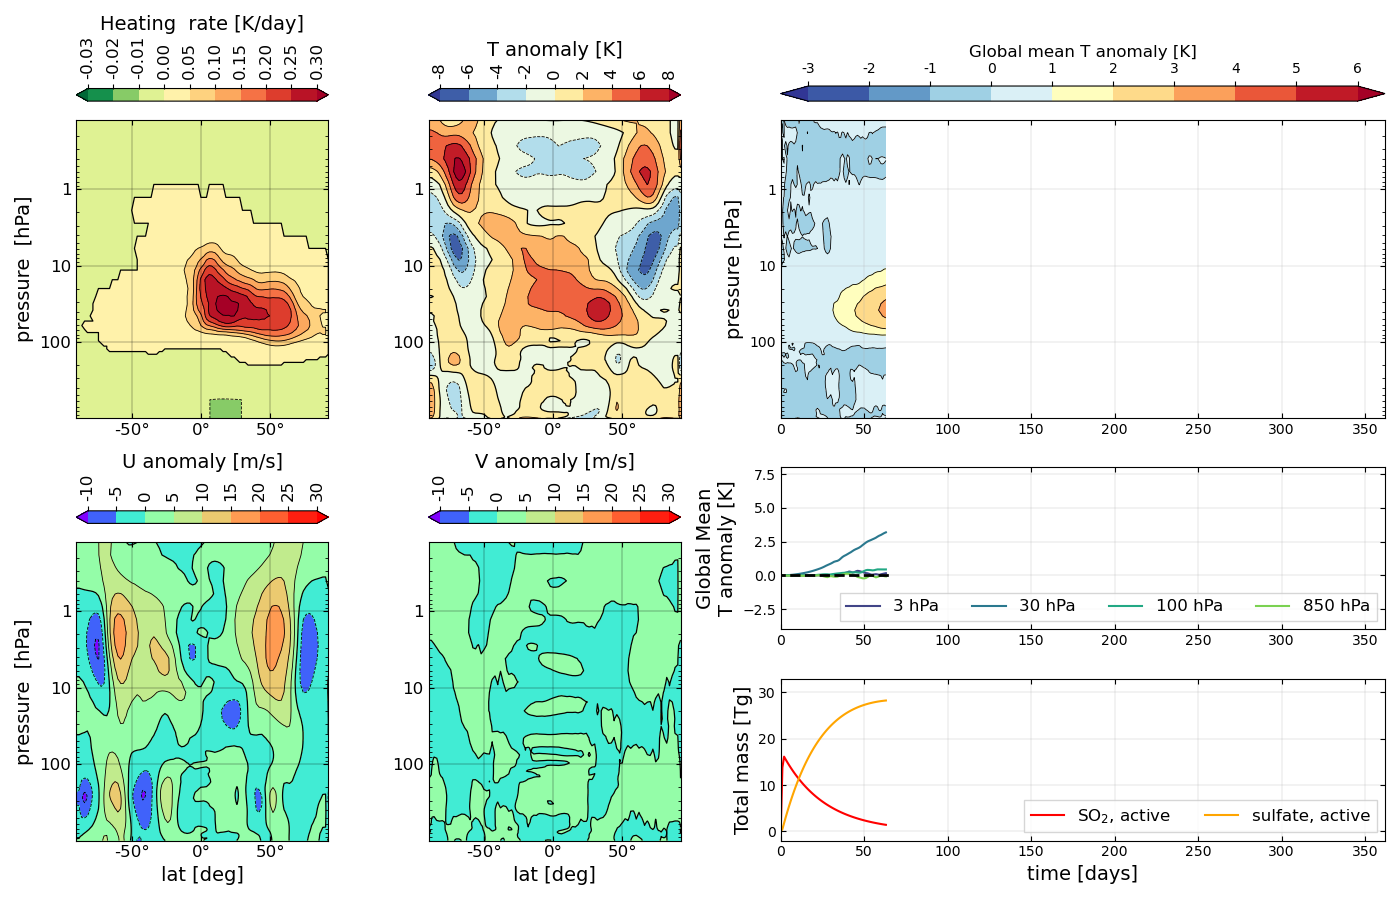 Heating  rate [K/day]
-0.03 -0.02 -0.01 0.00 0.05 0.10 0.15 0.20 0.25 0.30
pressure  [hPa]
1
10
100
-50° 0° 50°
T anomaly [K]
-8 -6 -4 -2 0 2 4 6 8
1
10
100
-50° 0° 50°
Global mean T anomaly [K]
-3 -2 -1 0 1 2 3 4 5 6
pressure  [hPa]
1
10
100
0 50 100 150 200 250 300 350
U anomaly [m/s]
-10 -5 0 5 10 15 20 25 30
pressure  [hPa]
1
10
100
-50° 0° 50°
lat [deg]
V anomaly [m/s]
-10 -5 0 5 10 15 20 25 30
1
10
100
-50° 0° 50°
lat [deg]
Global Mean
T anomaly [K]
7.5
5.0
2.5
0.0
−2.5
3 hPa 30 hPa 100 hPa 850 hPa
Total mass [Tg]
30
20
10
0
SO₂, active sulfate, active
0 50 100 150 200 250 300 350
time [days]